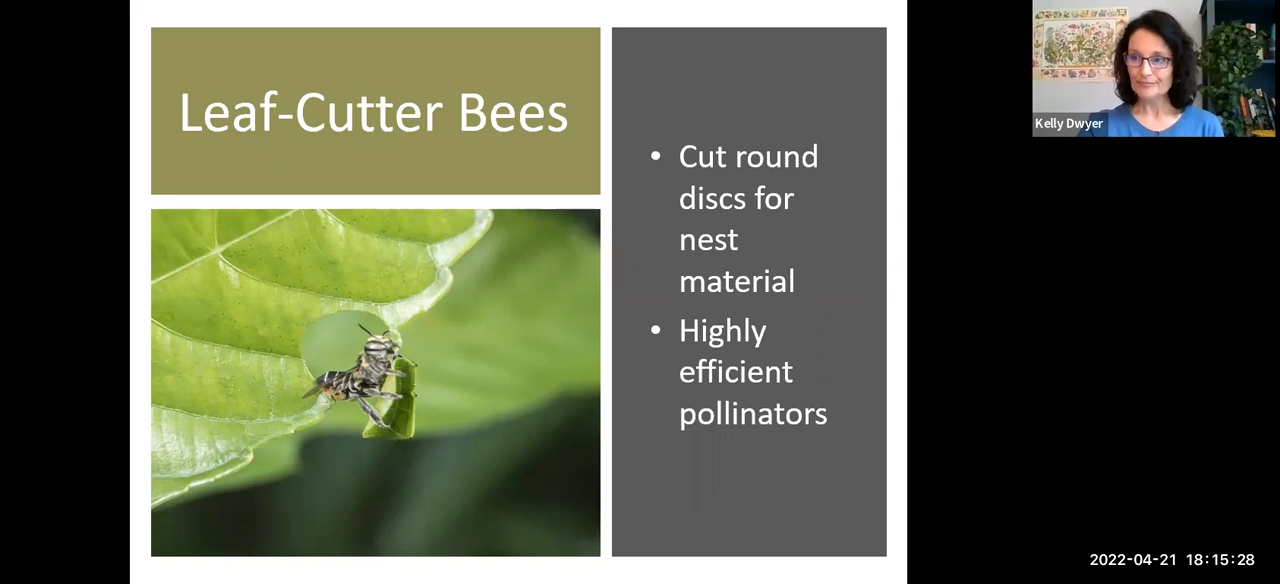 Leaf-Cutter Bees
• Cut round
discs for
nest
material
• Highly
efficient
pollinators
Kelly Dwyer
2022-04-21 18:15:28